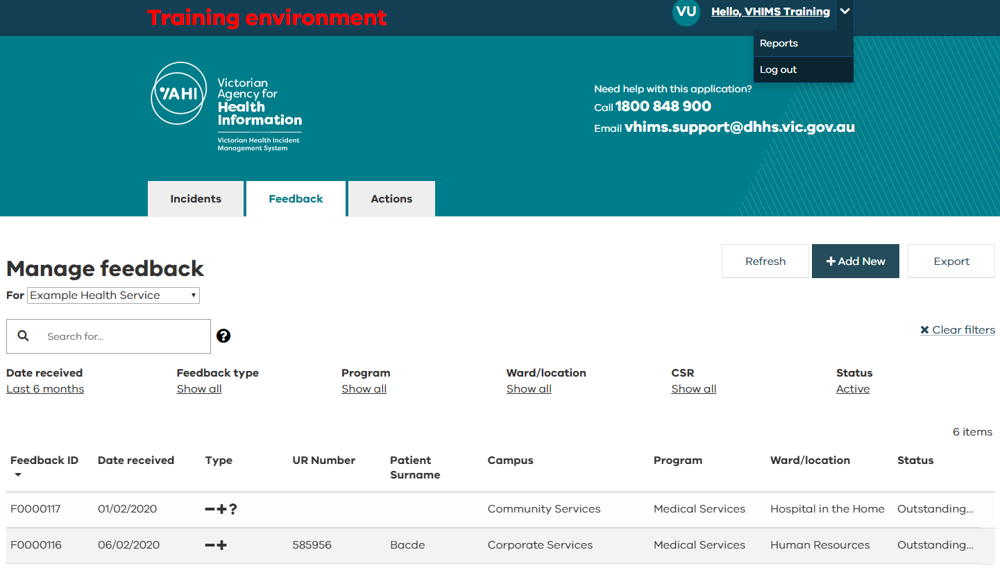 Training environment
VU
Hello, VHIMS Training
Reports
Log out
VAHI
Victorian
Agency for
Health
Information
Victorian Health Incident
Management System
Need help with this application?
Call 1800 848 900
Email vhims.support@dhhs.vic.gov.au
Incidents
Feedback
Actions
Manage feedback
Refresh
+ Add New
Export
For Example Health Service
Search for...
?
× Clear filters
Date received Feedback type Program Ward/location CSR Status
Last 6 months Show all Show all Show all Show all Active
6 items
Feedback ID Date received Type UR Number Patient Surname Campus Program Ward/location Status
F0000117 01/02/2020 −+? Community Services Medical Services Hospital in the Home Outstanding...
F0000116 06/02/2020 −+ 585956 Bacde Corporate Services Medical Services Human Resources Outstanding...